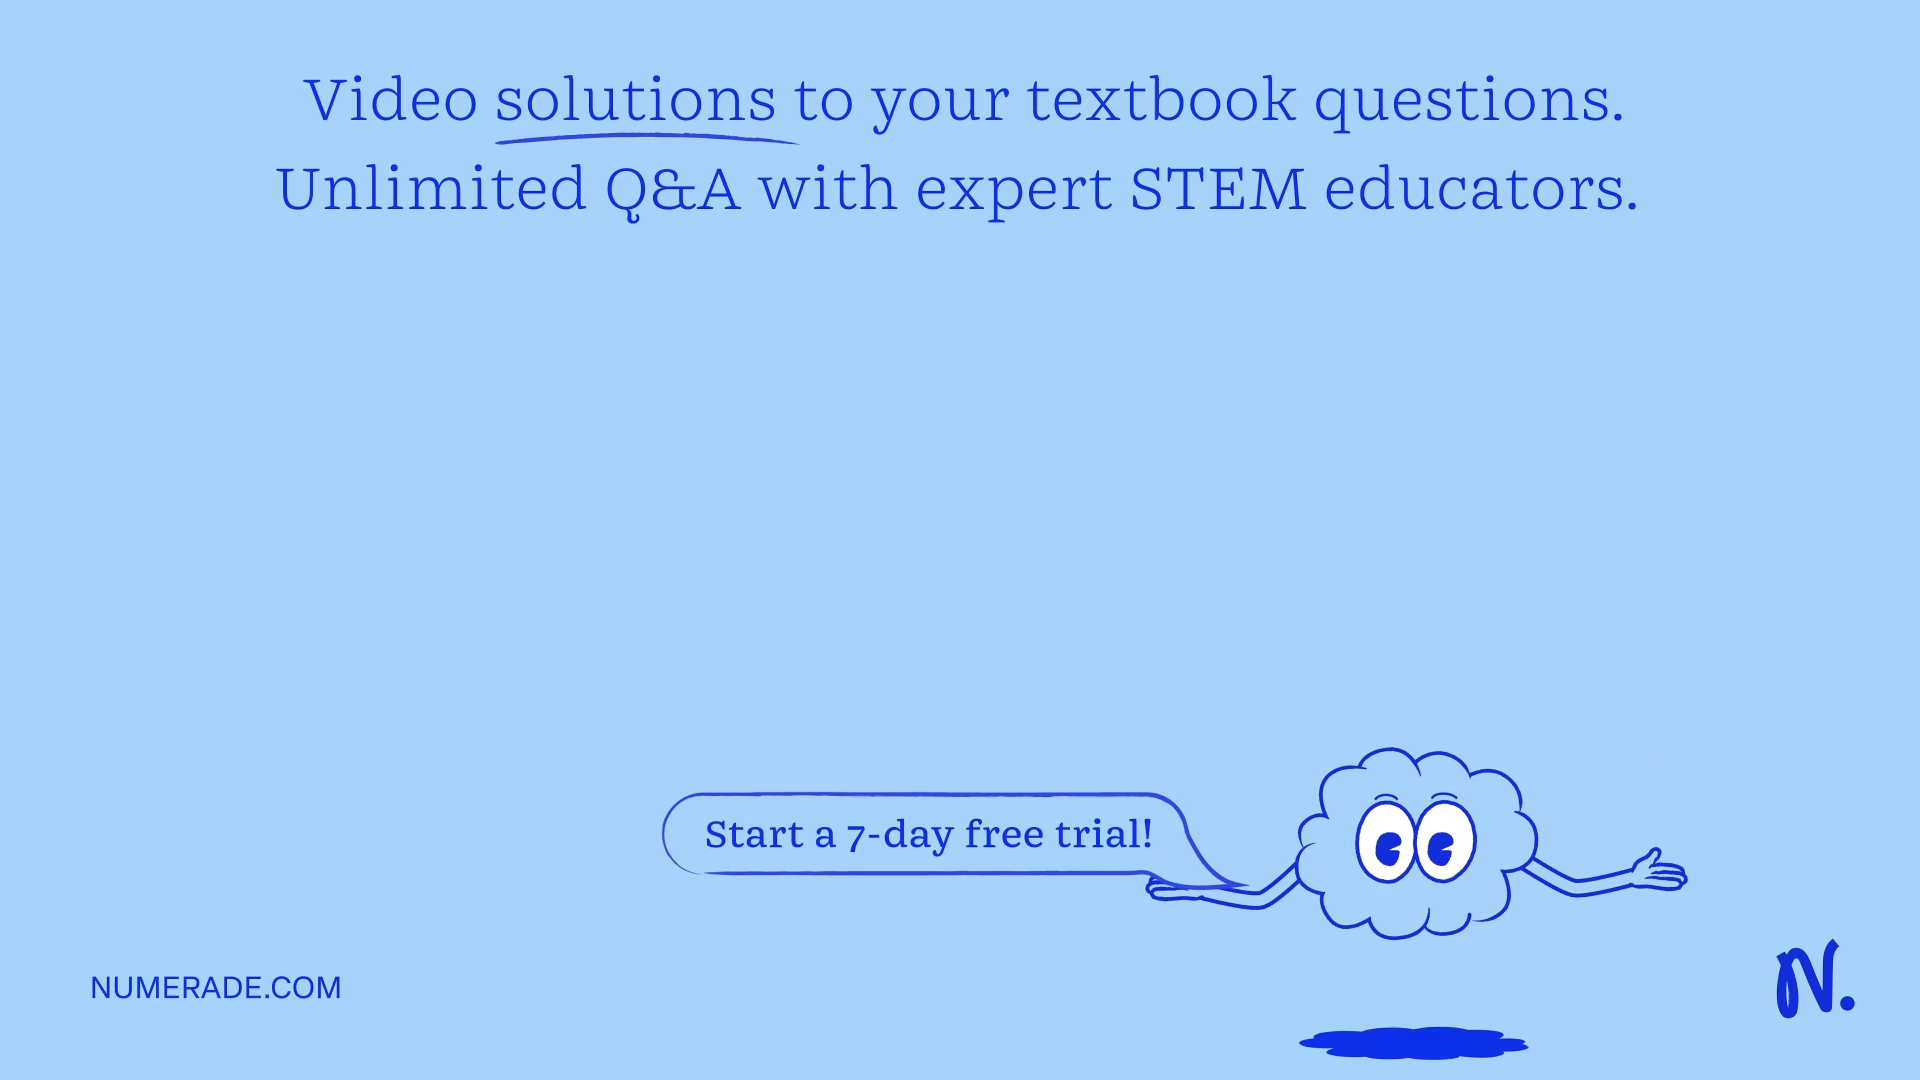 Video solutions to your textbook questions.
Unlimited Q&A with expert STEM educators.
Start a 7-day free trial!
NUMERADE.COM
N.